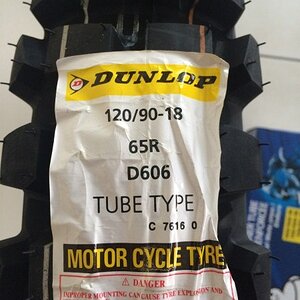 DUNLOP
120/90-18
65R
D606
TUBE TYPE
C 7616 0
MOTOR CYCLE TYRE
DANGER
IMPROPER MOUNTING CAN CAUSE TYRE EXPLOSION AND